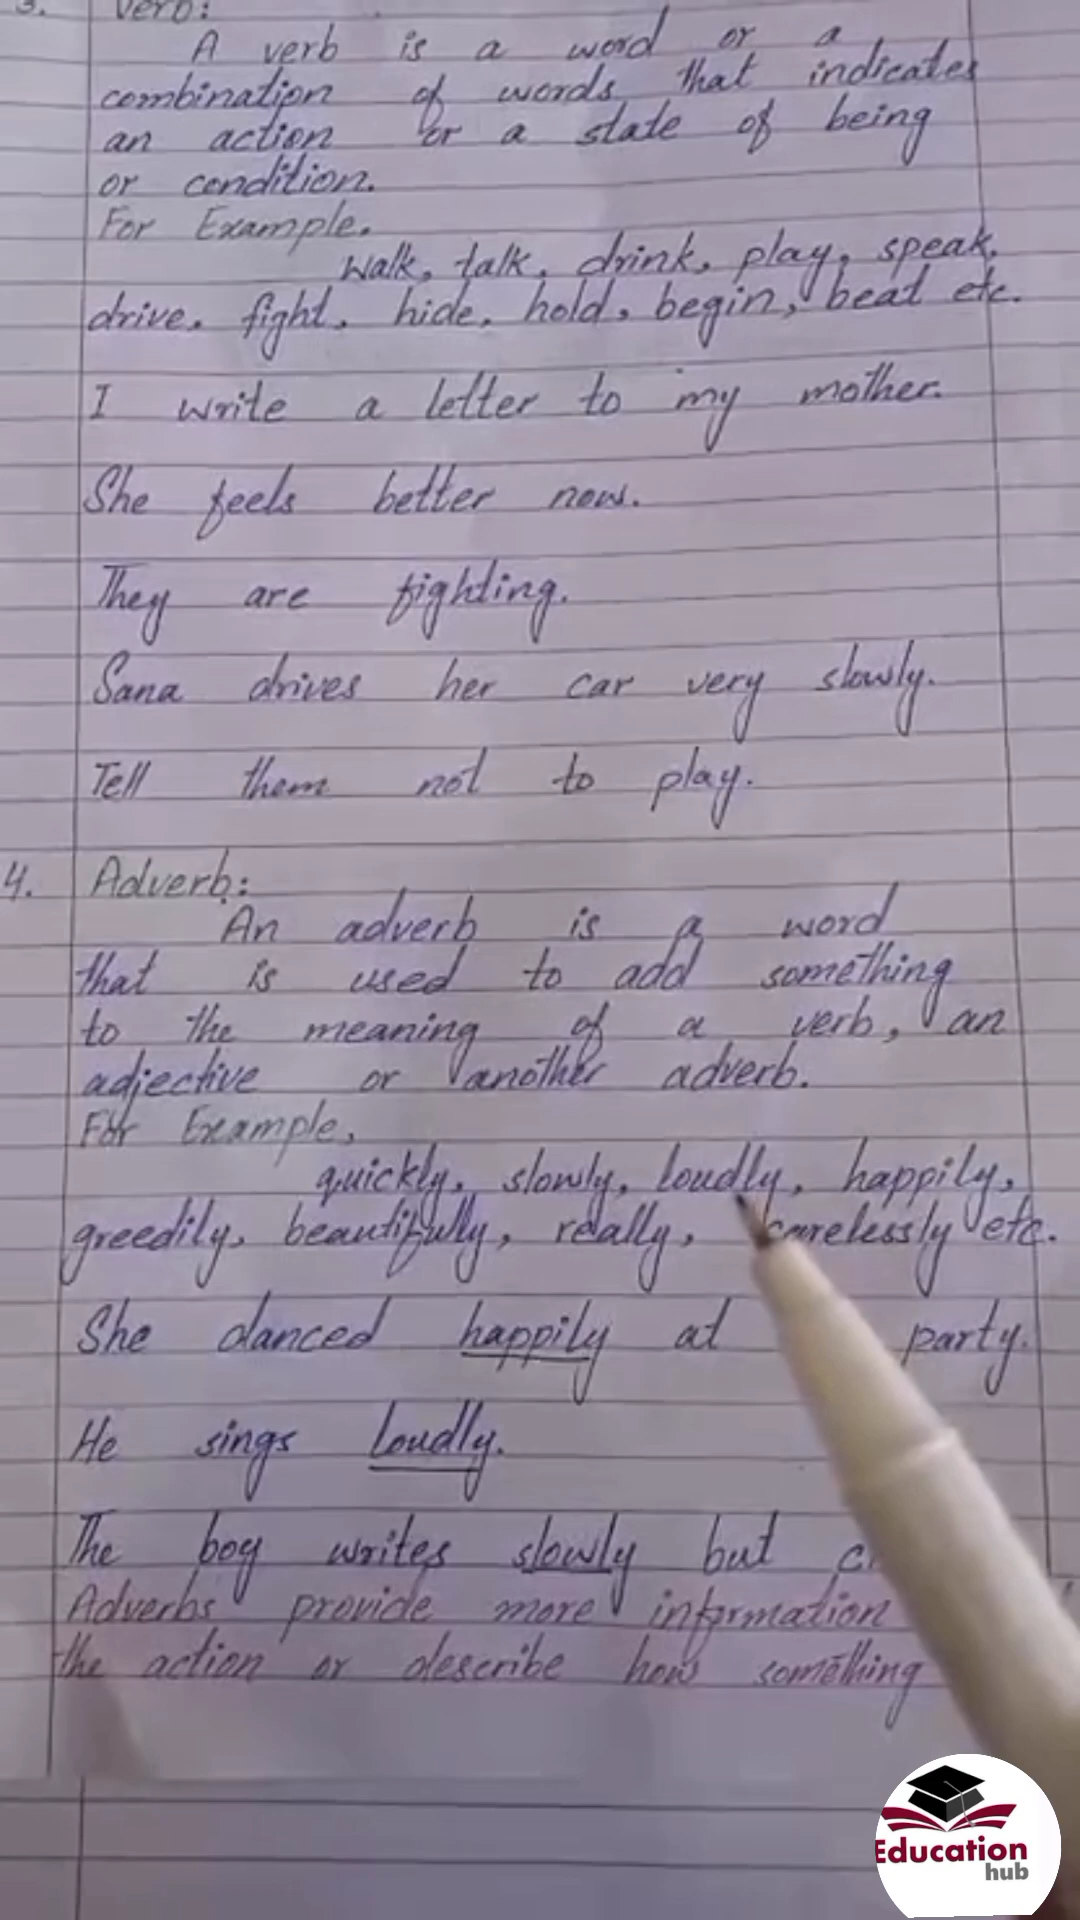 3. Verb:
A verb is a word or a
combination of words that indicates
an action or a state of being
or condition.
For Example.
walk, talk, drink, play, speak,
drive, fight, hide, hold, begin, beat etc.
I write a letter to my mother.
She feels better now.
They are fighting.
Sana drives her car very slowly.
Tell them not to play.
4. Adverb:
An adverb is a word
that is used to add something
to the meaning of a verb, an
adjective or another adverb.
For Example,
quickly, slowly, loudly, happily,
greedily, beautifully, really, carelessly etc.
She danced happily at party.
He sings loudly.
The boy writes slowly but
Adverbs provide more information
the action or describe how something
Education
hub